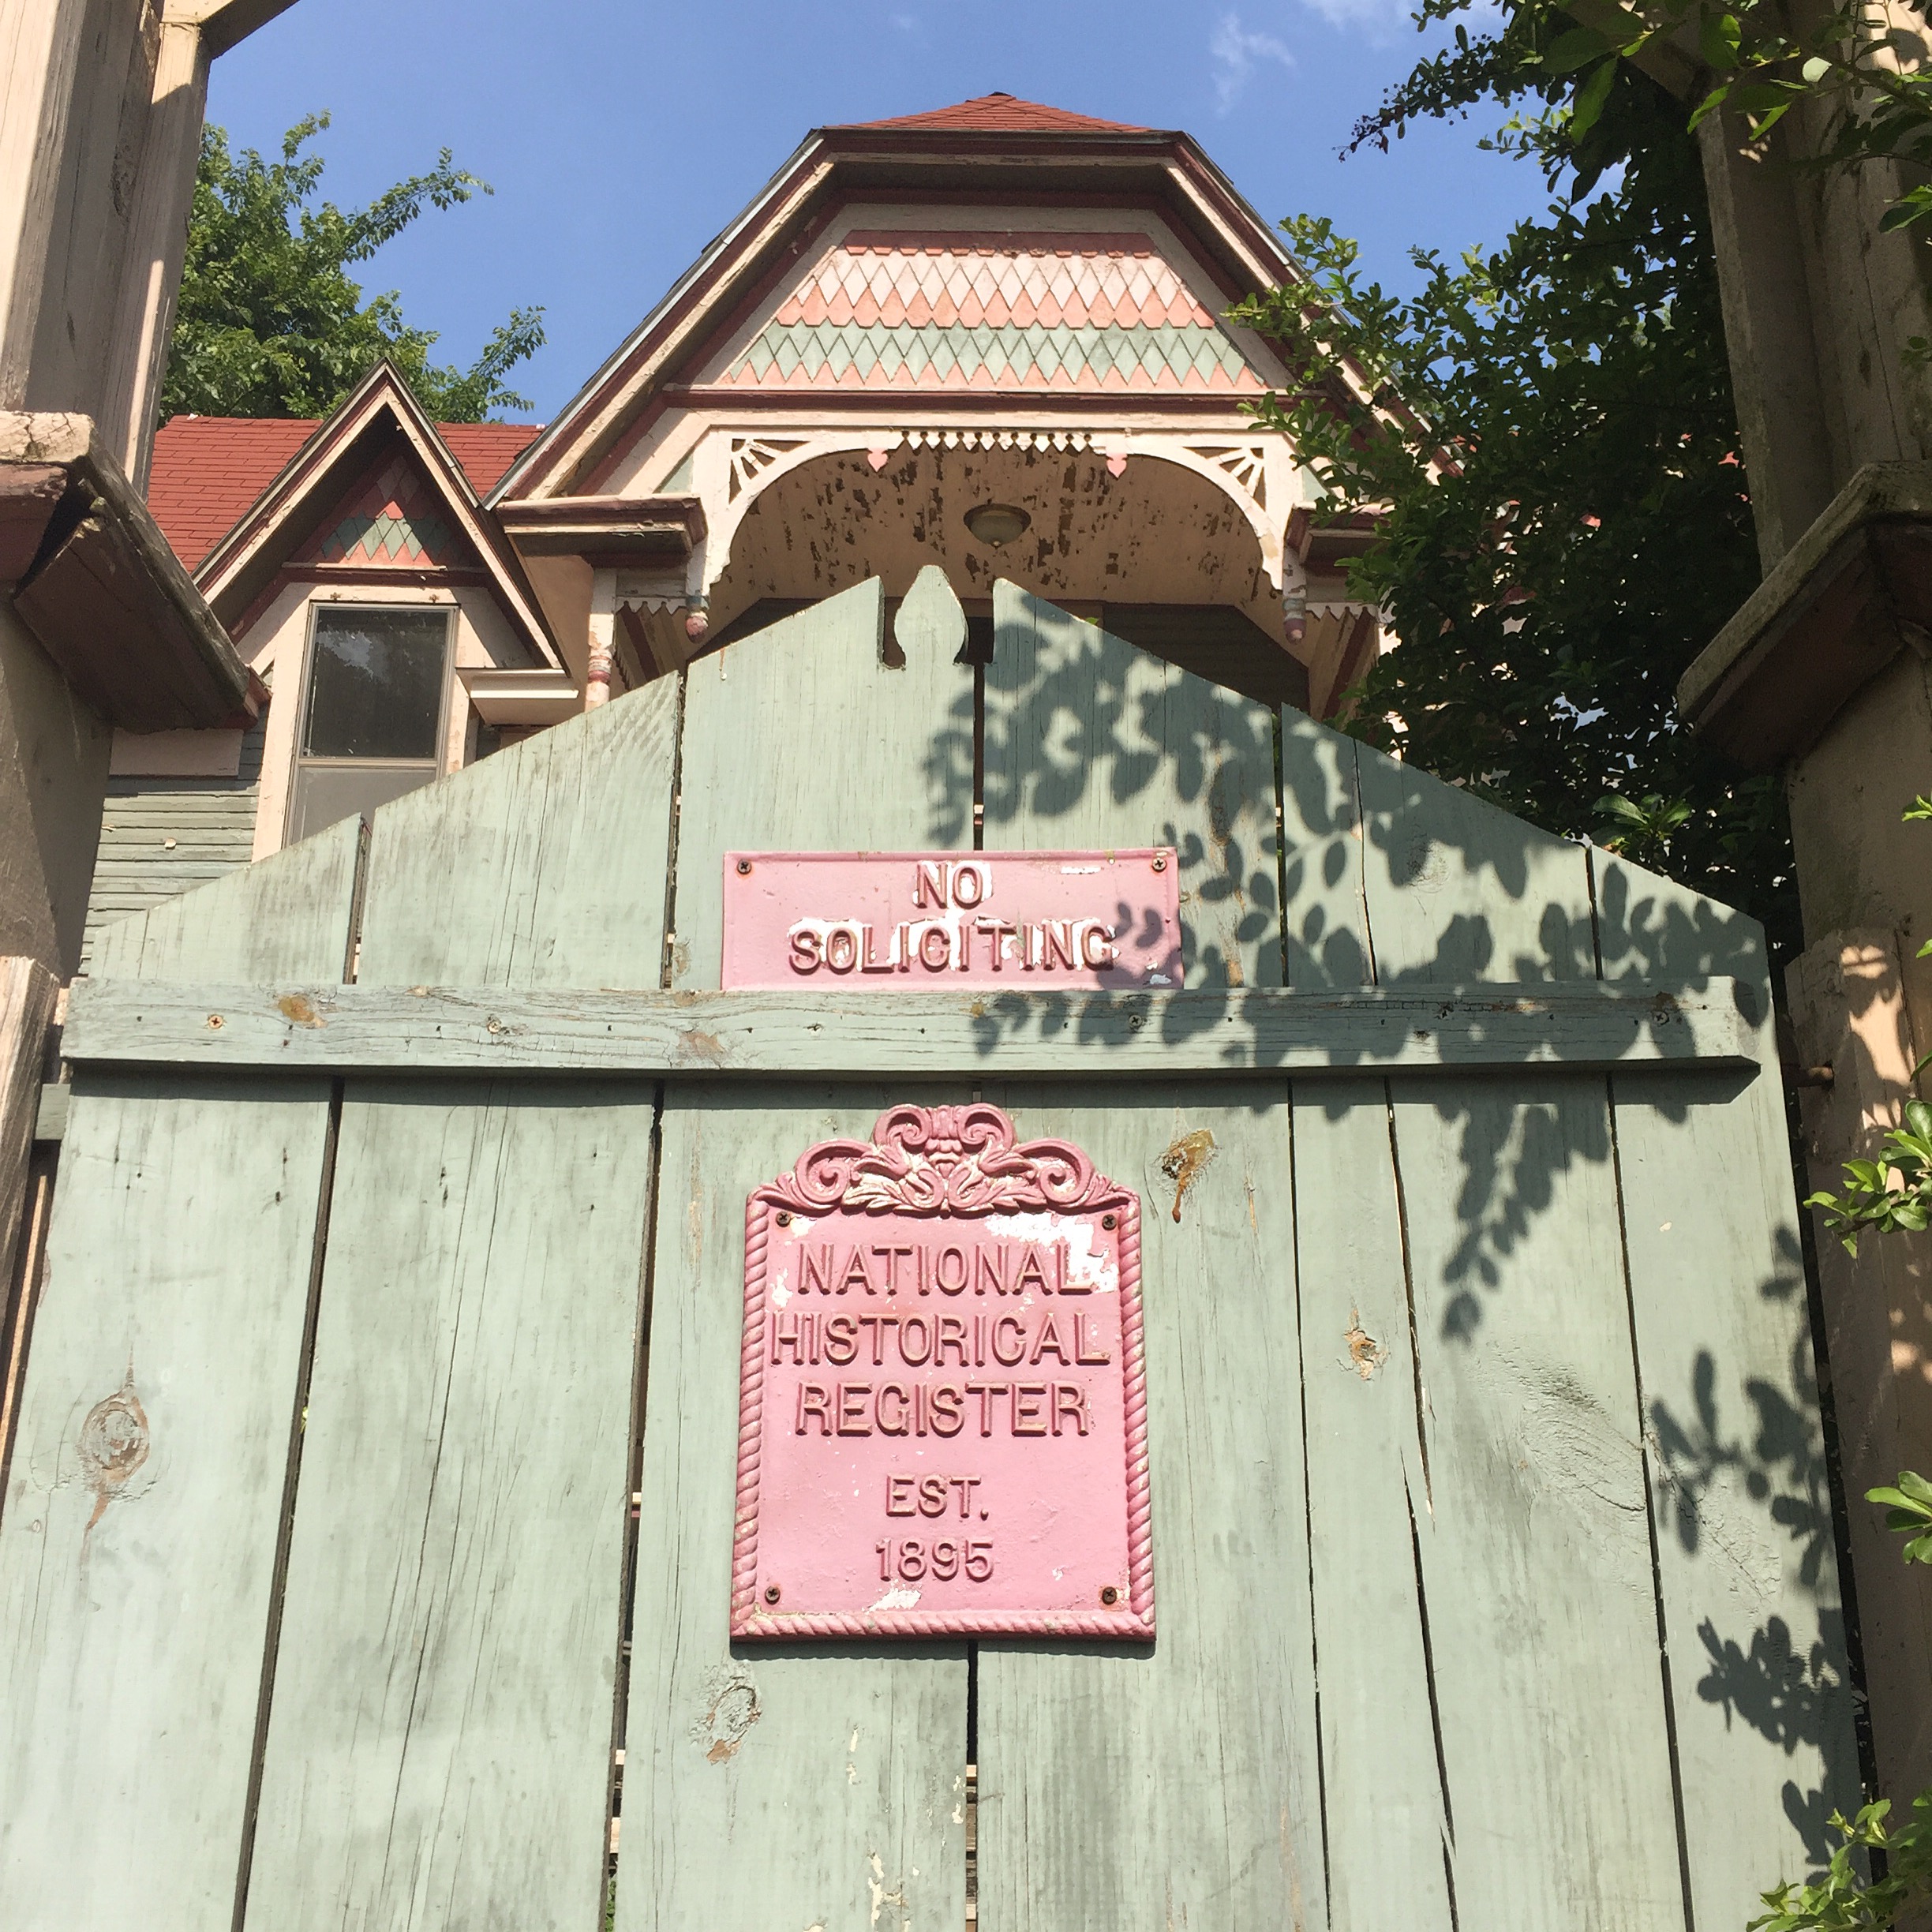 NO
SOLICITING
NATIONAL
HISTORICAL
REGISTER
EST.
1895